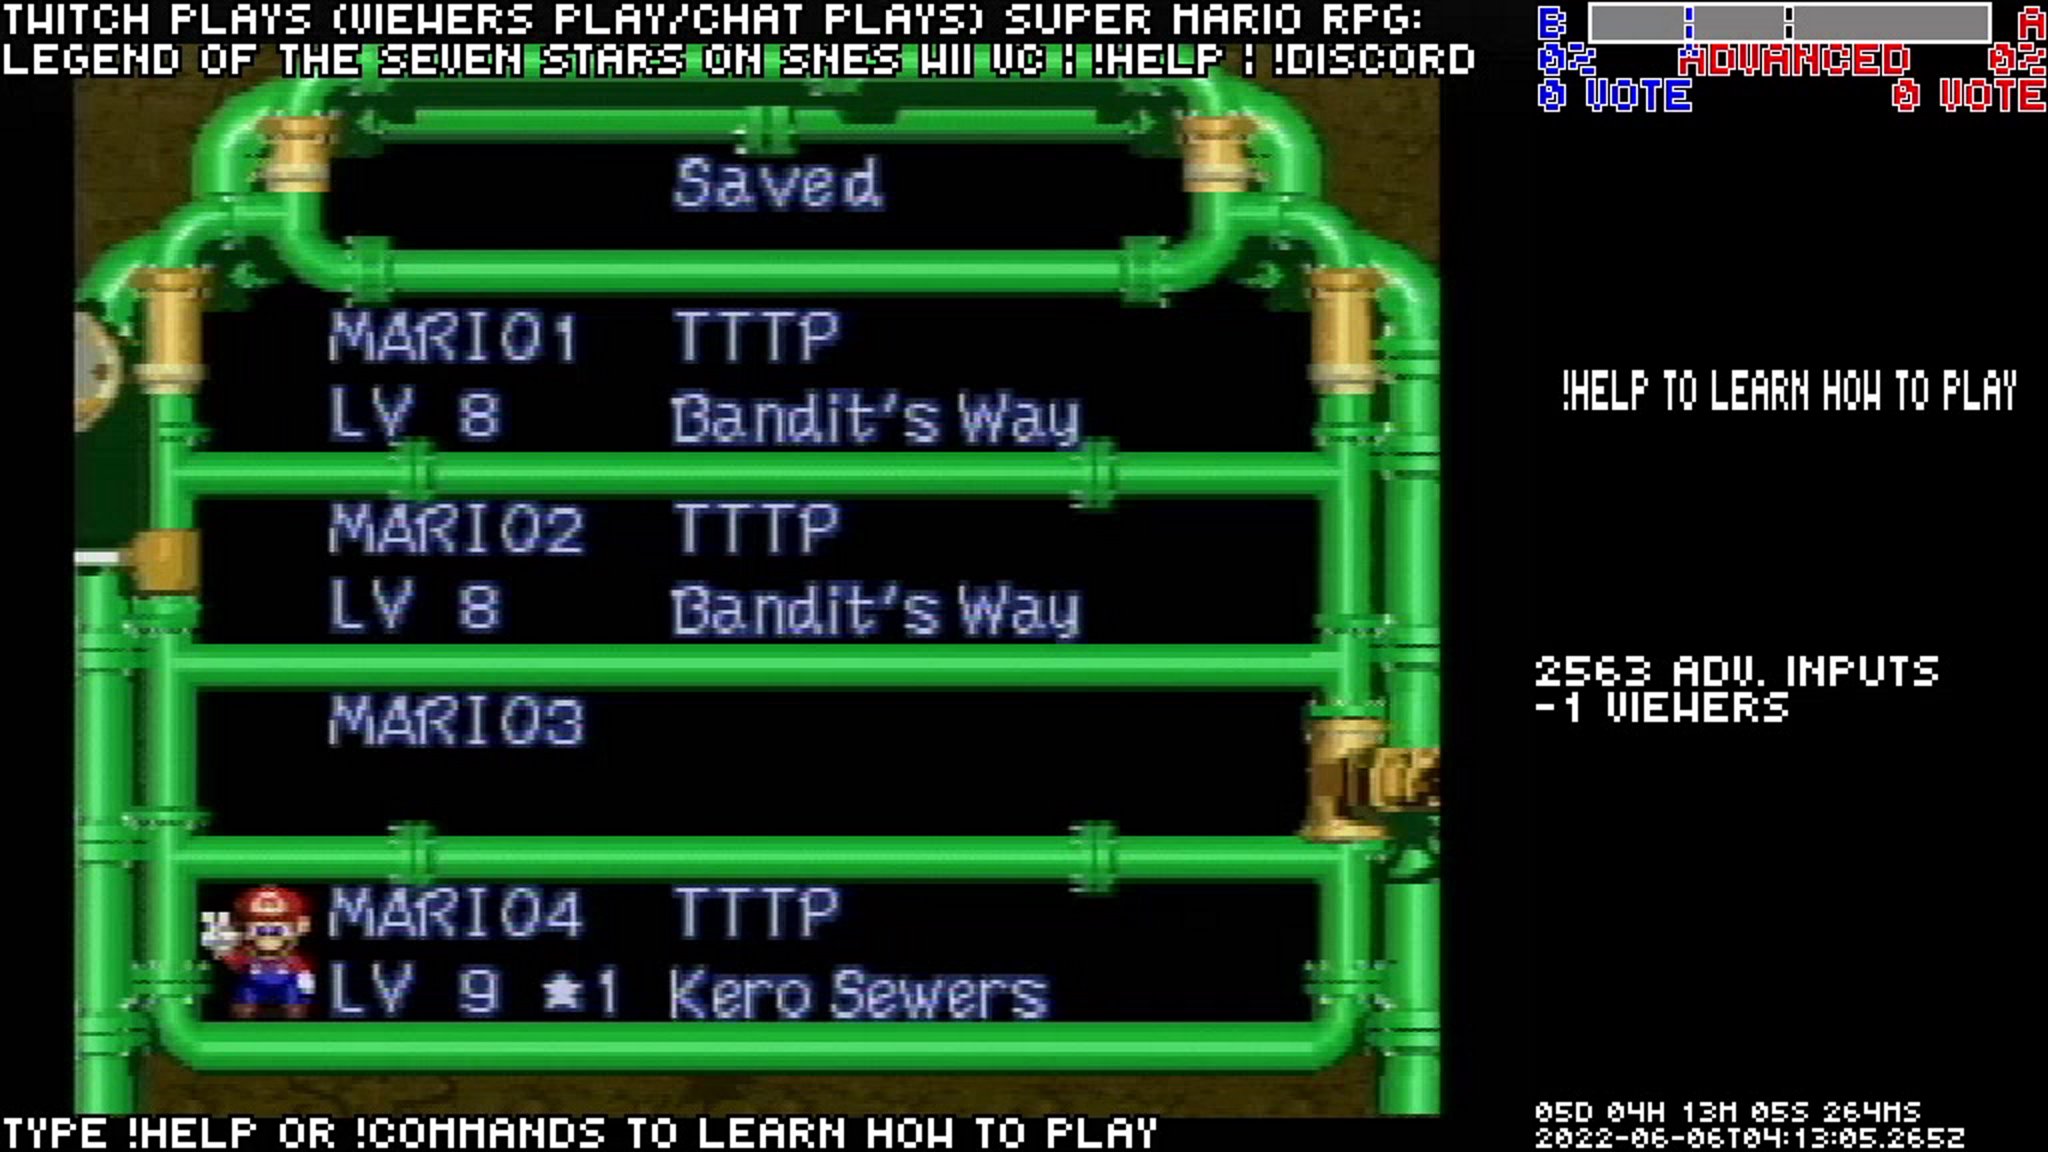 TWITCH PLAYS (VIEWERS PLAY/CHAT PLAYS) SUPER MARIO RPG:
LEGEND OF THE SEVEN STARS ON SNES WII VC | !HELP | !DISCORD
B A
0% ADVANCED 0%
0 VOTE 0 VOTE
Saved
MARIO1 TTTP
LV 8 Bandit's Way
MARIO2 TTTP
LV 8 Bandit's Way
MARIO3
MARIO4 TTTP
LV 9 ★1 Kero Sewers
!HELP TO LEARN HOW TO PLAY
2563 ADV. INPUTS
-1 VIEWERS
05D 04H 13M 05S 264MS
2022-06-06T04:13:05.265Z
TYPE !HELP OR !COMMANDS TO LEARN HOW TO PLAY